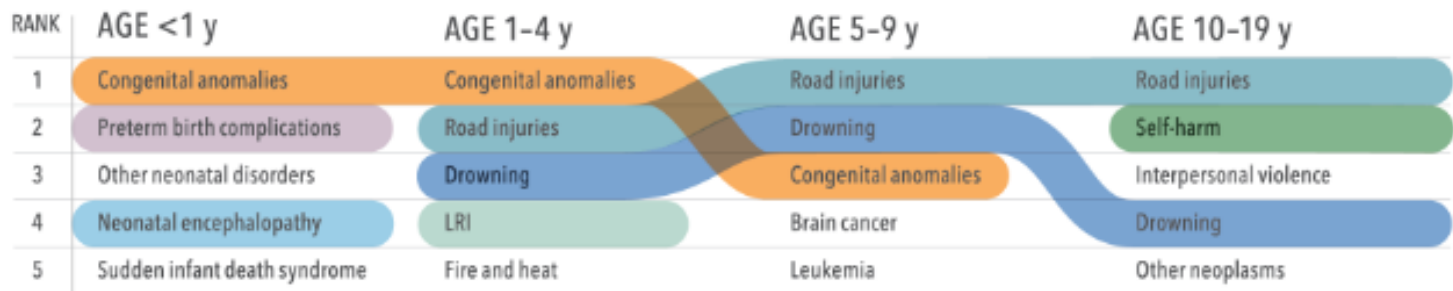 RANK AGE <1 y AGE 1–4 y AGE 5–9 y AGE 10–19 y
1 Congenital anomalies Congenital anomalies Road injuries Road injuries
2 Preterm birth complications Road injuries Drowning Self-harm
3 Other neonatal disorders Drowning Congenital anomalies Interpersonal violence
4 Neonatal encephalopathy LRI Brain cancer Drowning
5 Sudden infant death syndrome Fire and heat Leukemia Other neoplasms